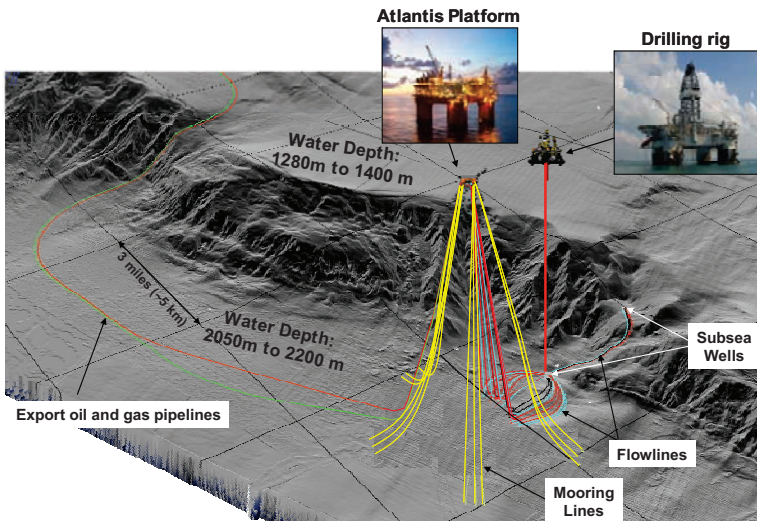 Atlantis Platform
Drilling rig
Water Depth:
1280m to 1400 m
3 miles (~5 km)
Water Depth:
2050m to 2200 m
Subsea
Wells
Export oil and gas pipelines
Flowlines
Mooring
Lines